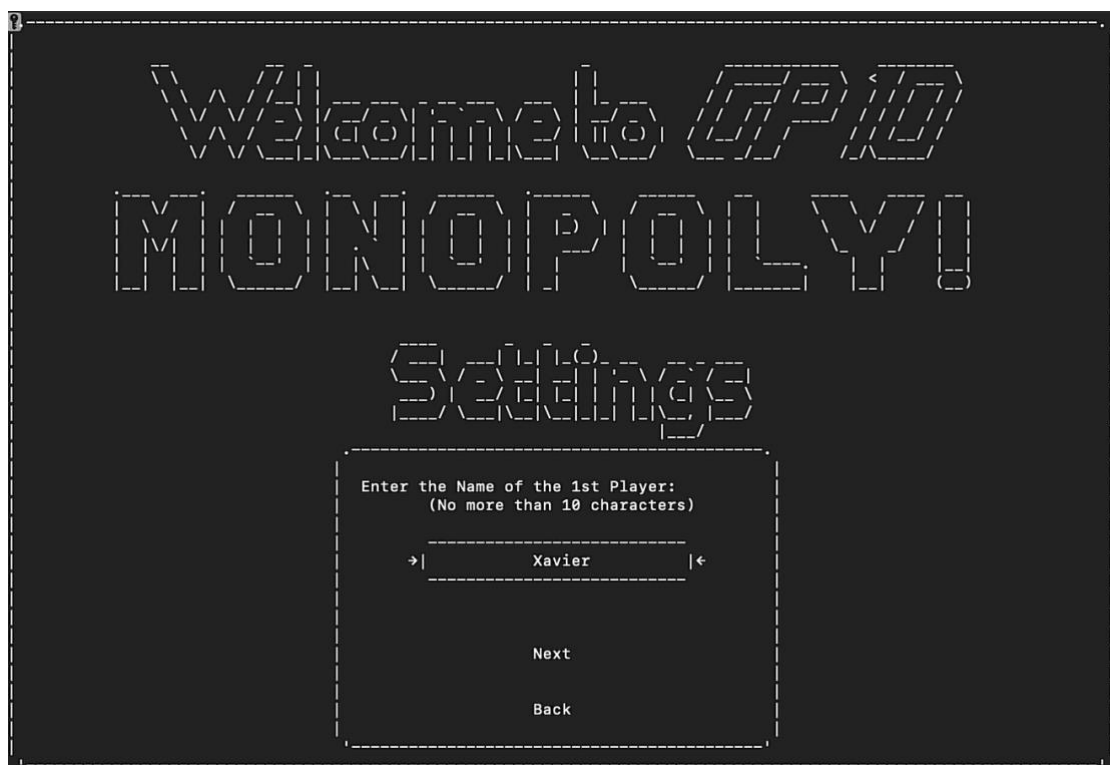 Welcome to GP10
MONOPOLY!
Settings
Enter the Name of the 1st Player:
(No more than 10 characters)
→| Xavier |←
Next
Back